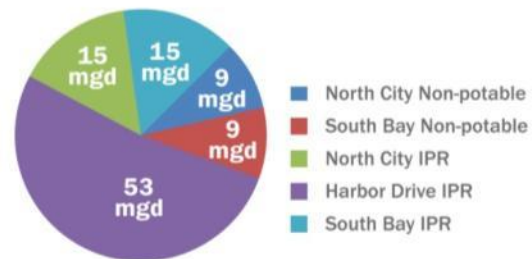 15
mgd
15
mgd
9
mgd
9
mgd
53
mgd
North City Non-potable
South Bay Non-potable
North City IPR
Harbor Drive IPR
South Bay IPR